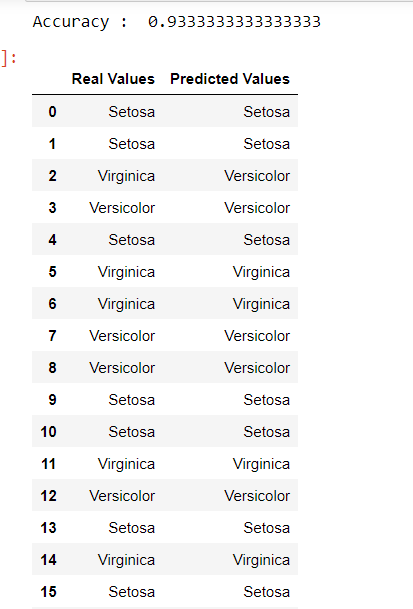 Accuracy :  0.9333333333333333
]:
Real Values Predicted Values
0 Setosa Setosa
1 Setosa Setosa
2 Virginica Versicolor
3 Versicolor Versicolor
4 Setosa Setosa
5 Virginica Virginica
6 Virginica Virginica
7 Versicolor Versicolor
8 Versicolor Versicolor
9 Setosa Setosa
10 Setosa Setosa
11 Virginica Virginica
12 Versicolor Versicolor
13 Setosa Setosa
14 Virginica Virginica
15 Setosa Setosa